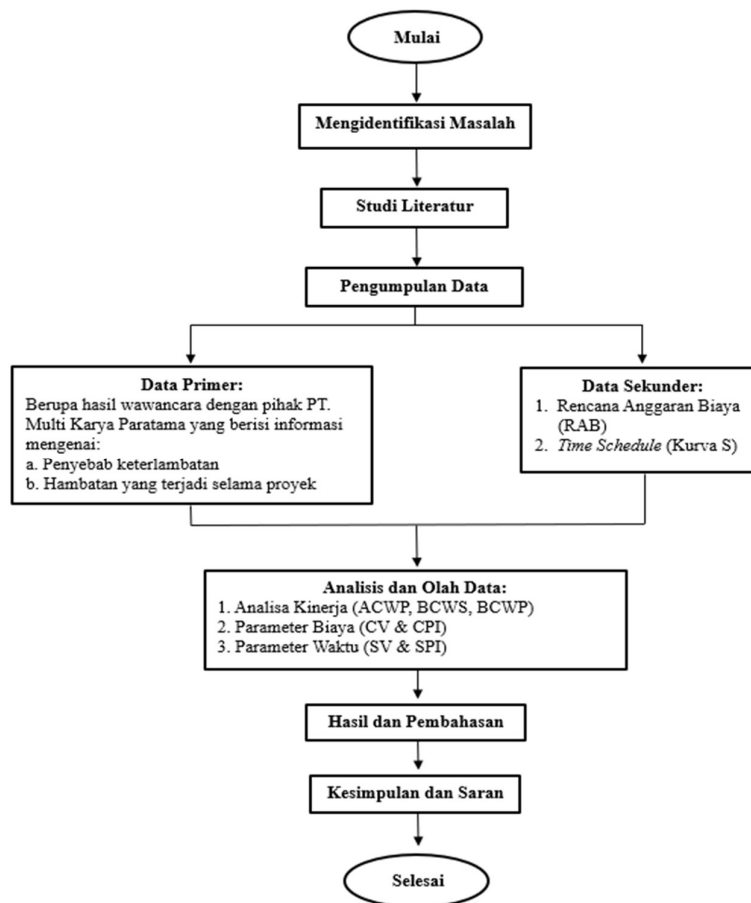 Mulai
Mengidentifikasi Masalah
Studi Literatur
Pengumpulan Data
Data Primer:
Berupa hasil wawancara dengan pihak PT.
Multi Karya Paratama yang berisi informasi
mengenai:
a. Penyebab keterlambatan
b. Hambatan yang terjadi selama proyek
Data Sekunder:
1. Rencana Anggaran Biaya
(RAB)
2. Time Schedule (Kurva S)
Analisis dan Olah Data:
1. Analisa Kinerja (ACWP, BCWS, BCWP)
2. Parameter Biaya (CV & CPI)
3. Parameter Waktu (SV & SPI)
Hasil dan Pembahasan
Kesimpulan dan Saran
Selesai